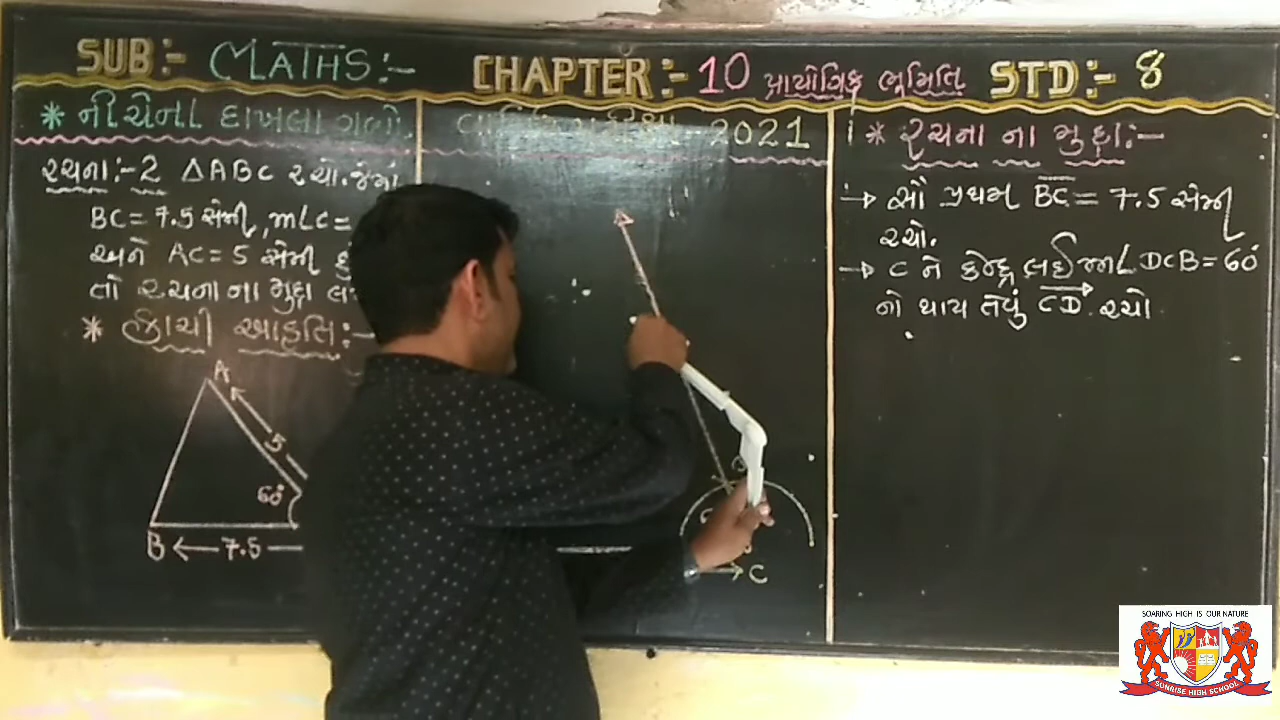 SUB:- MATHS:- CHAPTER:- 10 પ્રાયોગિક ભૂમિતિ STD:- 8
* નીચેના દાખલા ગણો.
2021
રચના:-2 △ABC રચો. જેમાં
BC = 7.5 સેમી, m∠C =
અને AC = 5 સેમી
તો રચનાના મુદ્દા
* કાચી આકૃતિ:-
A
5
60°
B
7.5
C
* રચના ના મુદ્દા:-
→ સૌ પ્રથમ BC = 7.5 સેમી
રચો.
→ C ને કેન્દ્ર લઈ m∠DCB = 60°
નો થાય તેવું CD રચો.
SOARING HIGH IS OUR NATURE
SUNRISE HIGH SCHOOL